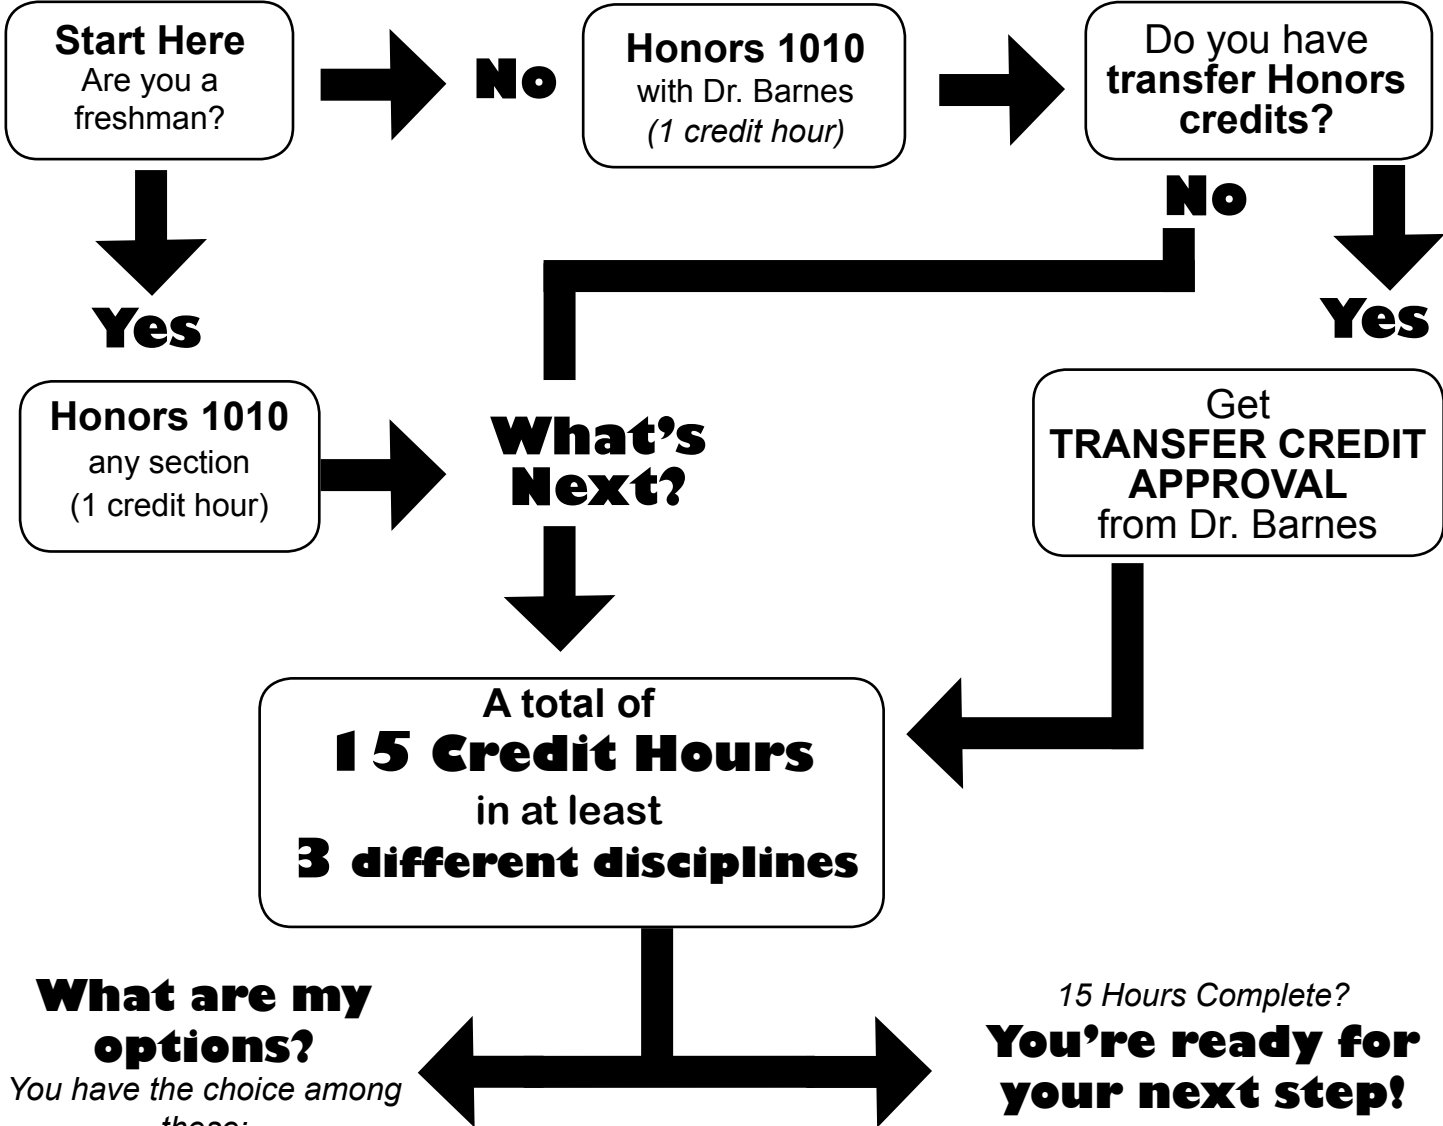 Start Here
Are you a
freshman?
No
Honors 1010
with Dr. Barnes
(1 credit hour)
Do you have
transfer Honors
credits?
No
Yes
Yes
Honors 1010
any section
(1 credit hour)
What's
Next?
Get
TRANSFER CREDIT
APPROVAL
from Dr. Barnes
A total of
15 Credit Hours
in at least
3 different disciplines
What are my
options?
You have the choice among
these:
15 Hours Complete?
You're ready for
your next step!